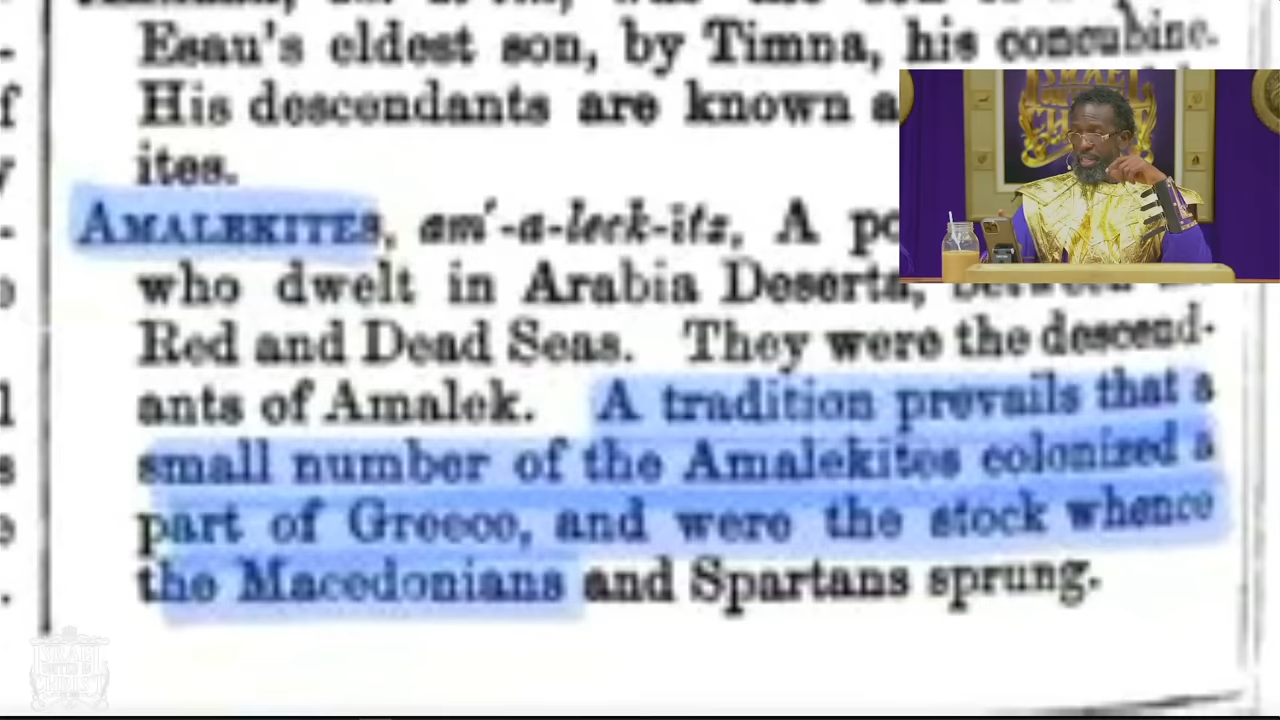 Esau's eldest son, by Timna, his concubine.
His descendants are known
ites.
AMALEKITES, am´-a-leck-itz, A
who dwelt in Arabia Deserta,
Red and Dead Seas. They were the descend-
ants of Amalek. A tradition prevails that a
small number of the Amalekites colonized a
part of Greece, and were the stock whence
the Macedonians and Spartans sprung.